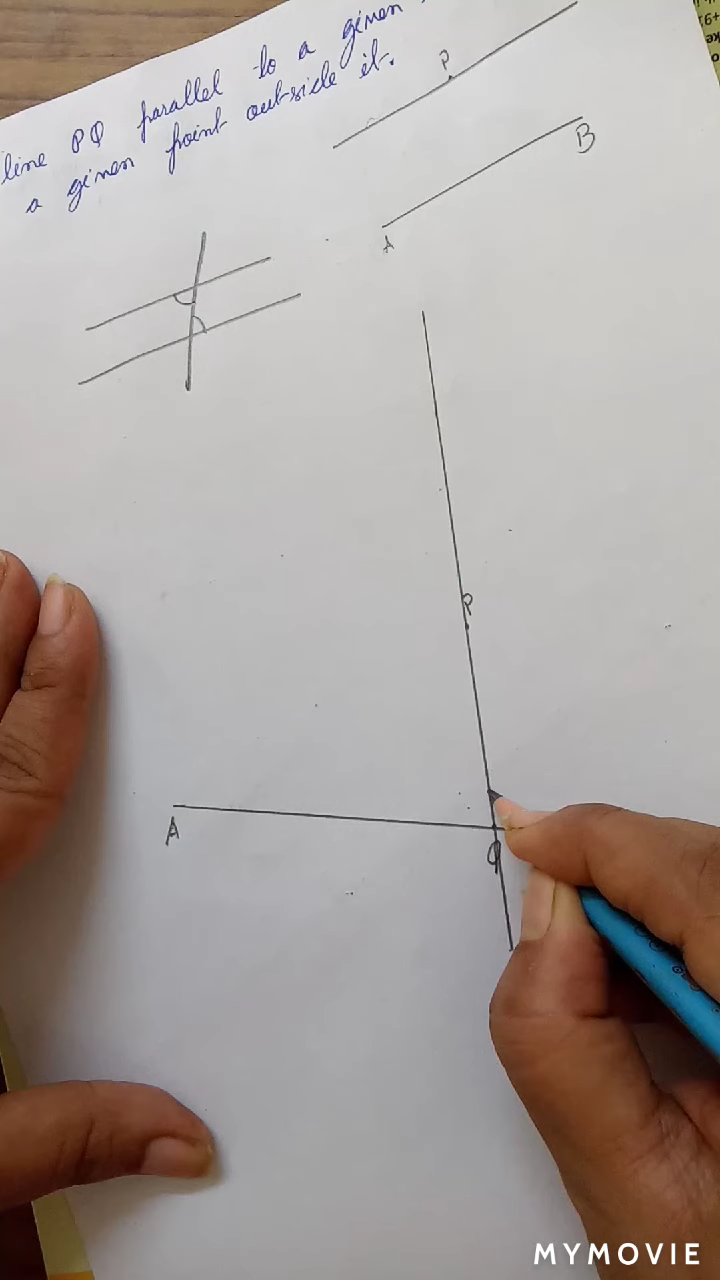 line PQ parallel to a given
a given point outside it.
P
B
A
P
A
Q
MYMOVIE